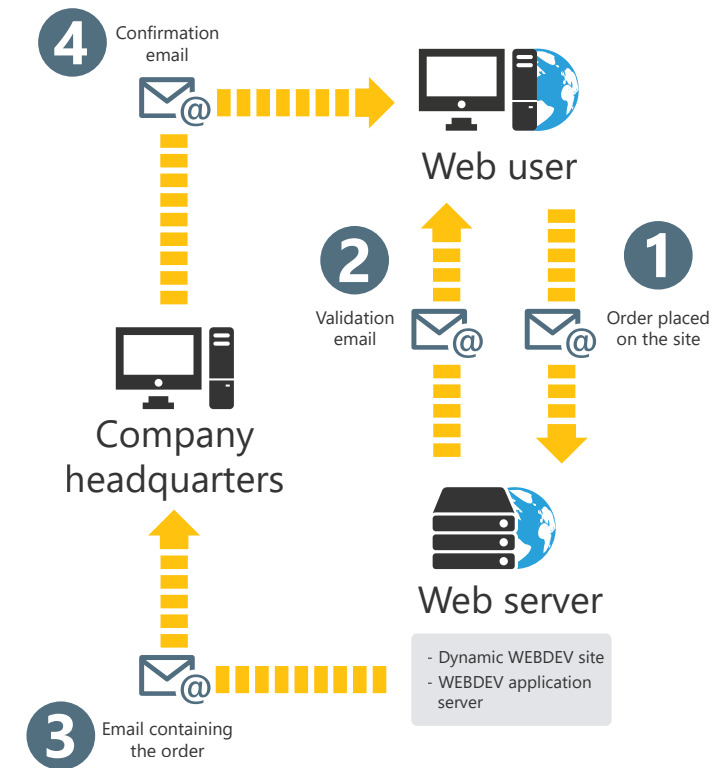 4
Confirmation
email
@
Web user
2
1
Validation
email
@
@
Order placed
on the site
Company
headquarters
Web server
- Dynamic WEBDEV site
- WEBDEV application
server
@
3
Email containing
the order